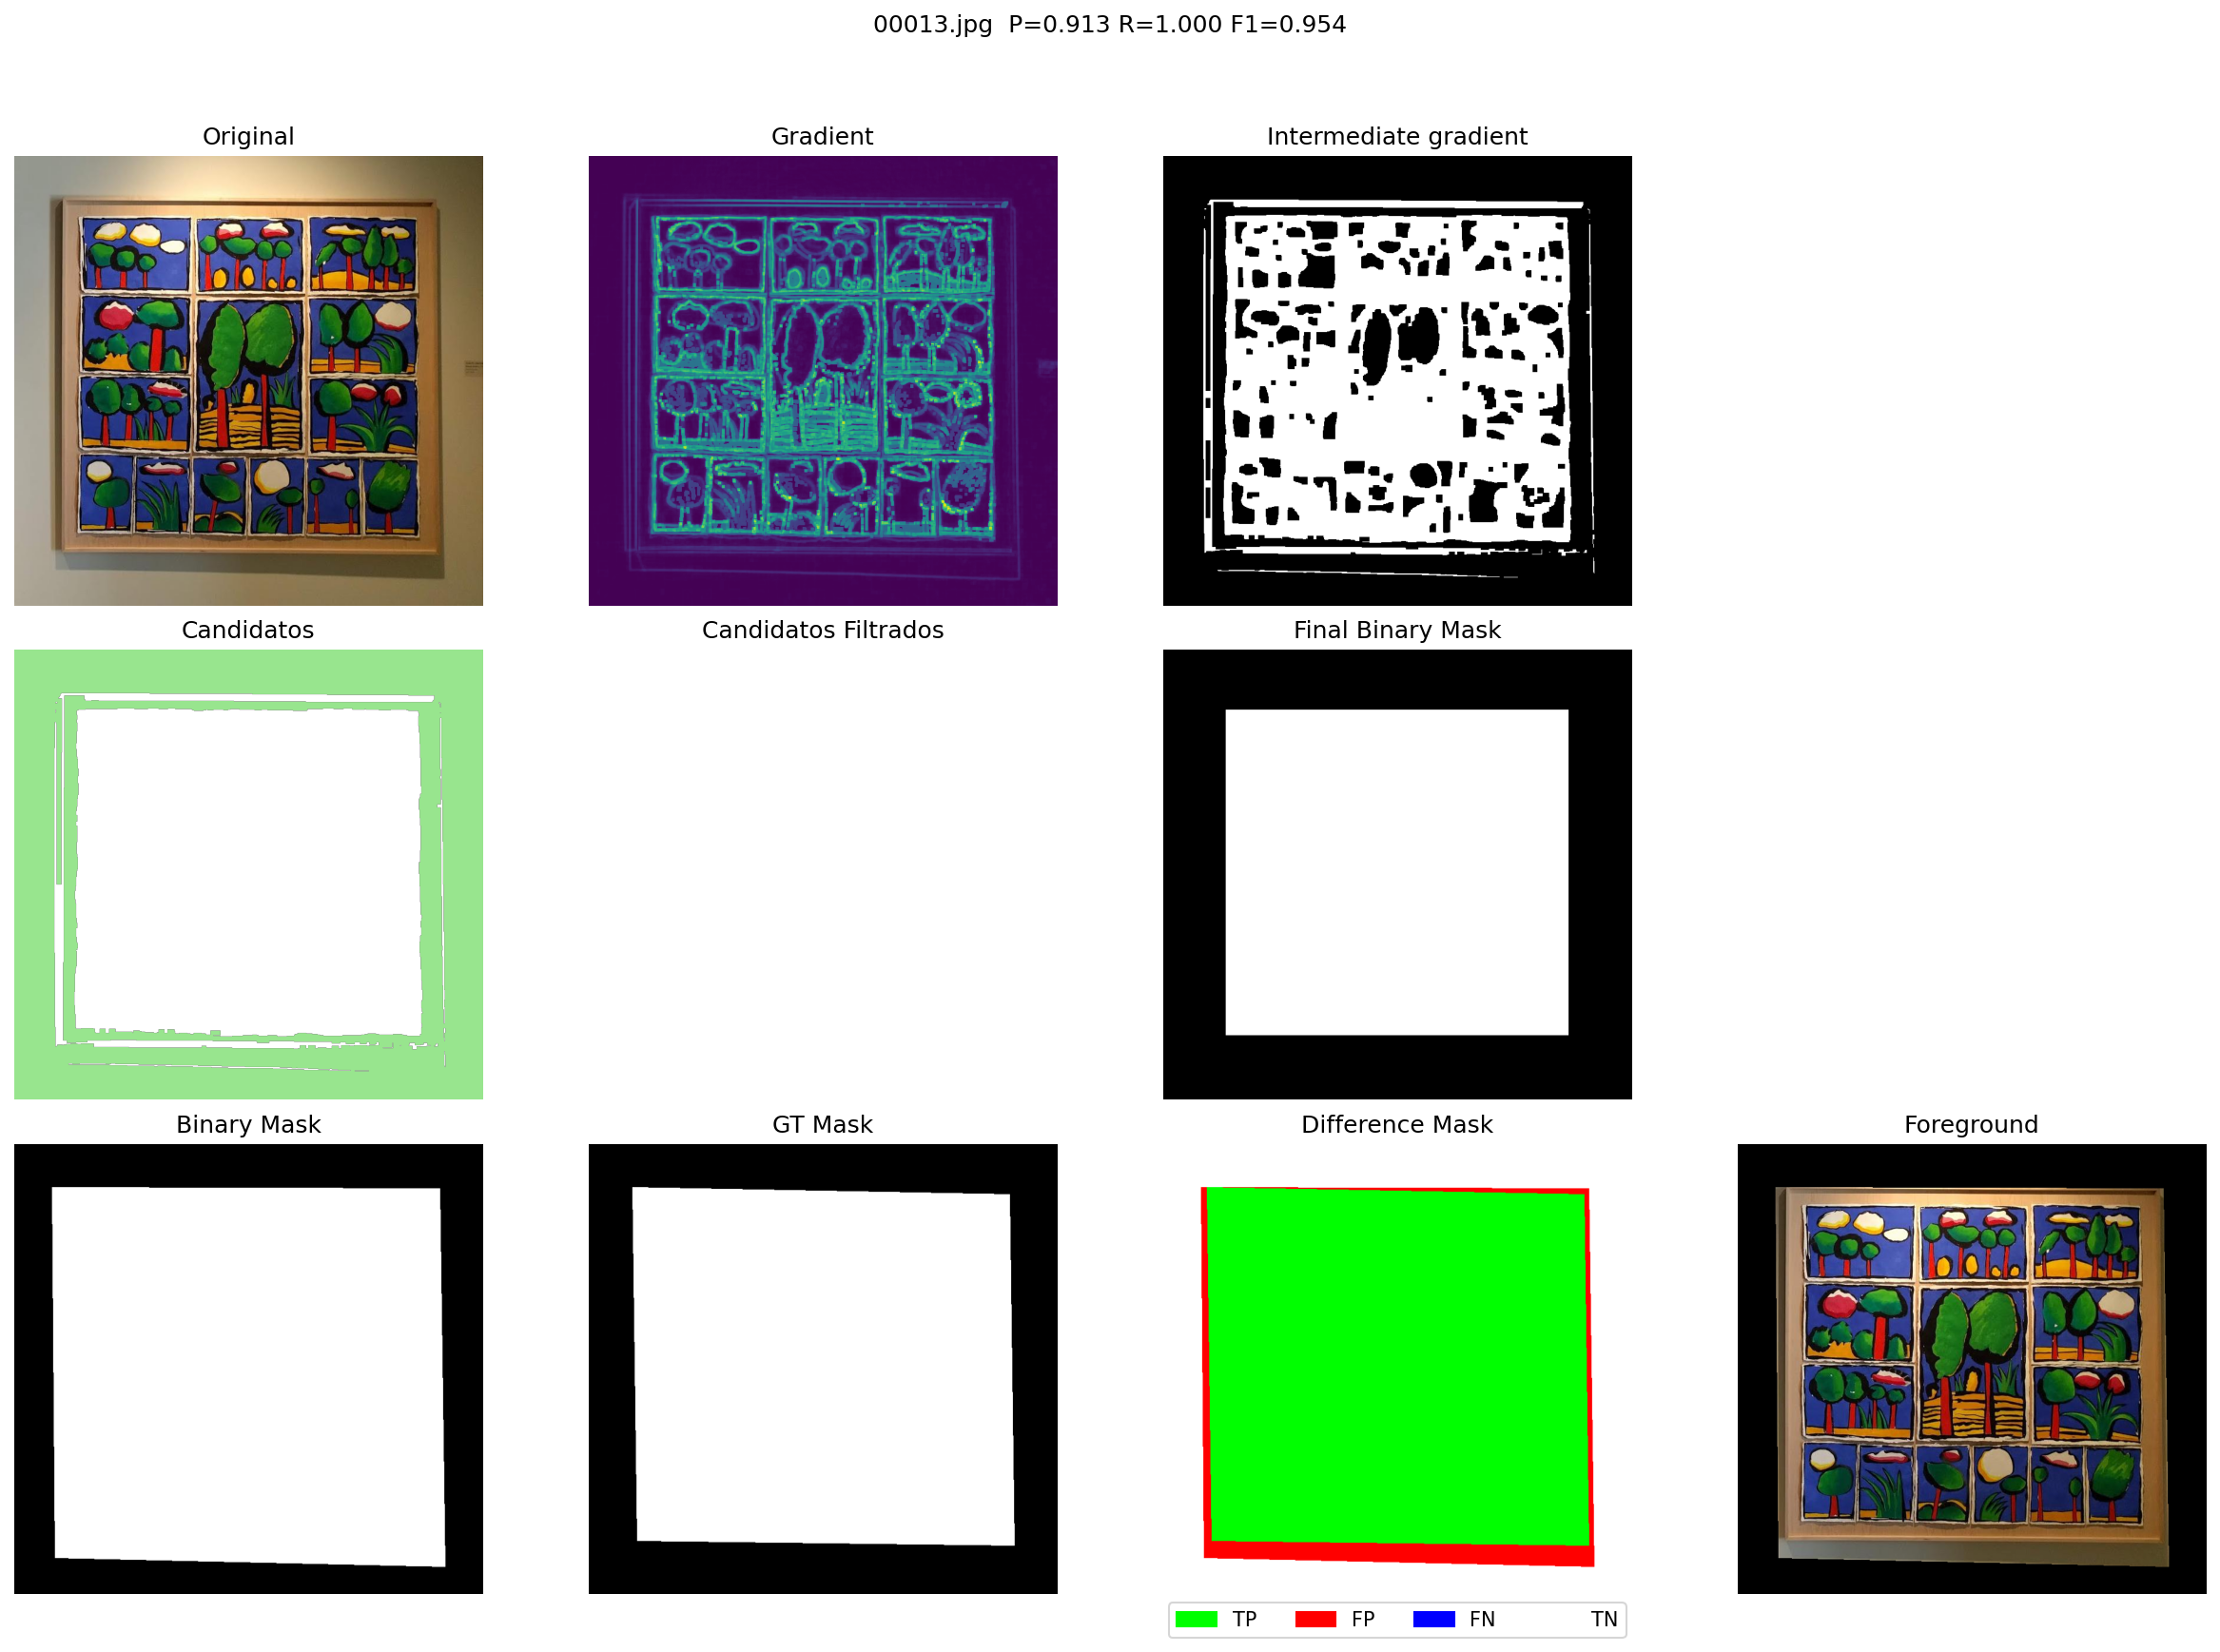 00013.jpg  P=0.913 R=1.000 F1=0.954
Original
Gradient
Intermediate gradient
Candidatos
Candidatos Filtrados
Final Binary Mask
Binary Mask
GT Mask
Difference Mask
Foreground
TP
FP
FN
TN